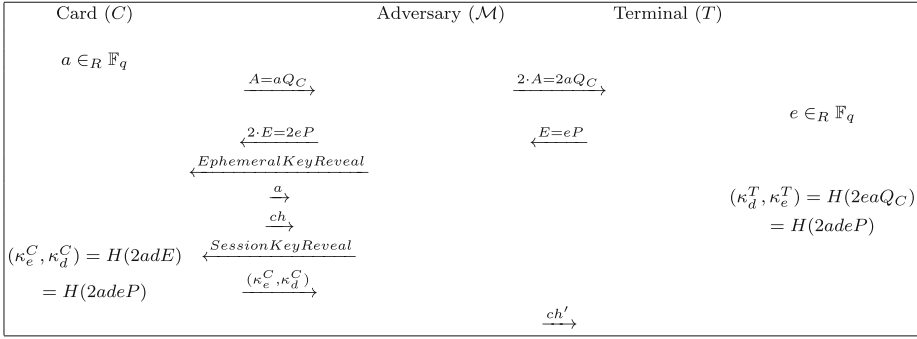 Card (C) Adversary (ℳ) Terminal (T)
a ∈_R 𝔽_q
A=aQ_C 2·A=2aQ_C
e ∈_R 𝔽_q
2·E=2eP E=eP
EphemeralKeyReveal
a (κ_d^T, κ_e^T) = H(2eaQ_C)
ch = H(2adeP)
(κ_e^C, κ_d^C) = H(2adE) SessionKeyReveal
= H(2adeP) (κ_e^C,κ_d^C)
ch′